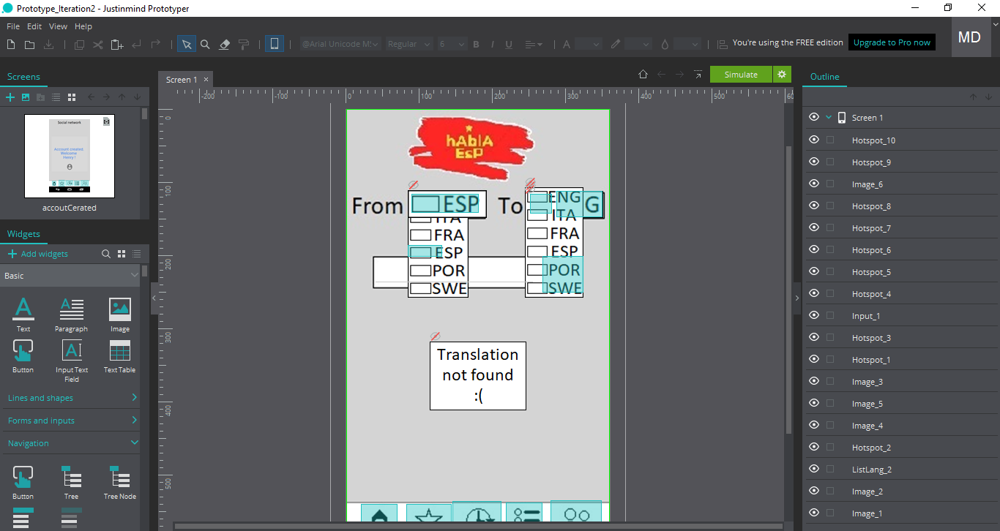 Prototype_Iteration2 - Justinmind Prototyper
File Edit View Help
@Arial Unicode MS Regular 6 B I U A
You're using the FREE edition Upgrade to Pro now MD
Screens
Screen 1 ×
Simulate
Outline
-200 -100 0 100 200 300 400 500
Social network
Account created.
Welcome
Henry !
accoutCerated
Widgets
Add widgets
Basic
Text Paragraph Image
Button Input Text Field Text Table
Lines and shapes
Forms and inputs
Navigation
Button Tree Tree Node
0
100
200
300
400
500
hAblA
EsP
From ESP To ENG G
ITA ITA
FRA FRA
ESP ESP
POR POR
SWE SWE
Translation
not found
:(
Screen 1
Hotspot_10
Hotspot_9
Image_6
Hotspot_8
Hotspot_7
Hotspot_6
Hotspot_5
Hotspot_4
Input_1
Hotspot_3
Hotspot_1
Image_3
Image_5
Image_4
Hotspot_2
ListLang_2
Image_2
Image_1